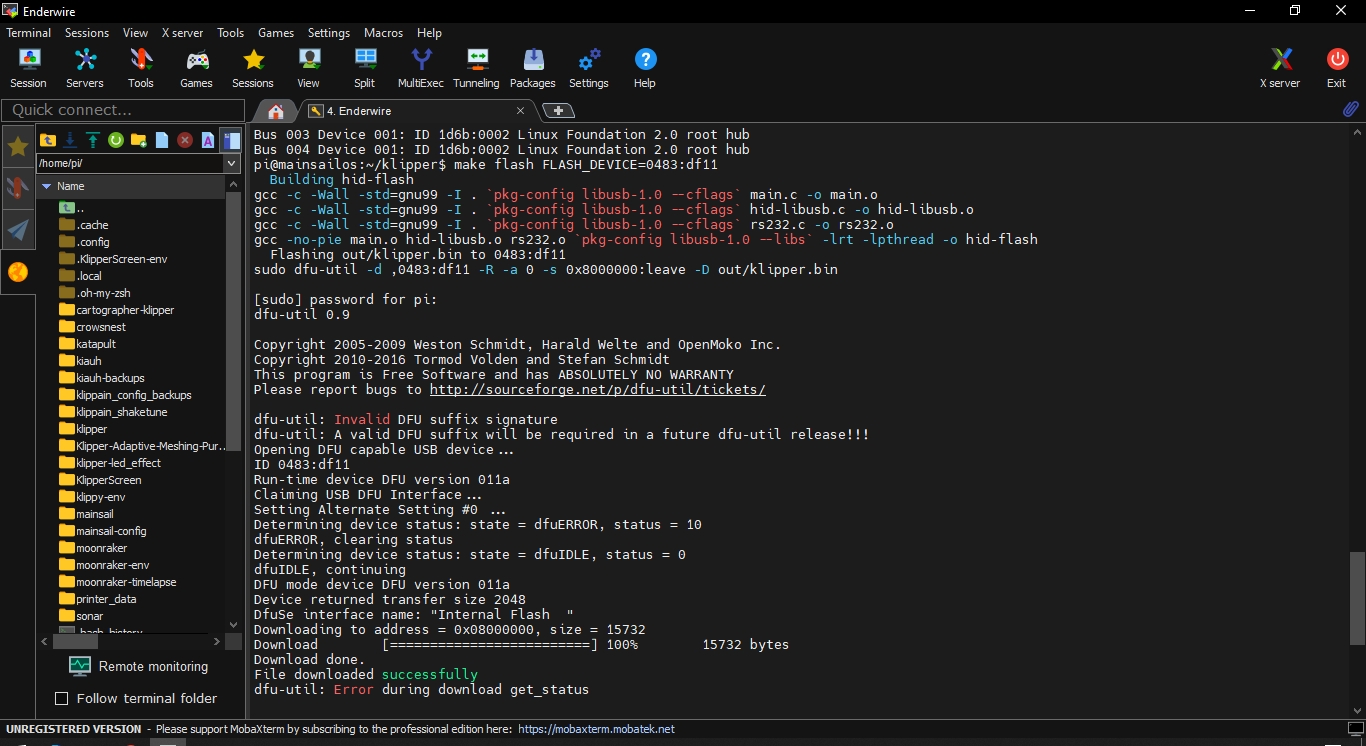 Enderwire
Terminal Sessions View X server Tools Games Settings Macros Help
Session Servers Tools Games Sessions View Split MultiExec Tunneling Packages Settings Help X server Exit
Quick connect...
4. Enderwire
/home/pi/
Name
..
.cache
.config
.KlipperScreen-env
.local
.oh-my-zsh
cartographer-klipper
crowsnest
katapult
kiauh
kiauh-backups
klippain_config_backups
klippain_shaketune
klipper
Klipper-Adaptive-Meshing-Pur..
klipper-led_effect
KlipperScreen
klippy-env
mainsail
mainsail-config
moonraker
moonraker-env
moonraker-timelapse
printer_data
sonar
.bash_history
Remote monitoring
Follow terminal folder
Bus 003 Device 001: ID 1d6b:0002 Linux Foundation 2.0 root hub
Bus 004 Device 001: ID 1d6b:0002 Linux Foundation 2.0 root hub
pi@mainsailos:~/klipper$ make flash FLASH_DEVICE=0483:df11
Building hid-flash
gcc -c -Wall -std=gnu99 -I . `pkg-config libusb-1.0 --cflags` main.c -o main.o
gcc -c -Wall -std=gnu99 -I . `pkg-config libusb-1.0 --cflags` hid-libusb.c -o hid-libusb.o
gcc -c -Wall -std=gnu99 -I . `pkg-config libusb-1.0 --cflags` rs232.c -o rs232.o
gcc -no-pie main.o hid-libusb.o rs232.o `pkg-config libusb-1.0 --libs` -lrt -lpthread -o hid-flash
Flashing out/klipper.bin to 0483:df11
sudo dfu-util -d ,0483:df11 -R -a 0 -s 0x8000000:leave -D out/klipper.bin
[sudo] password for pi:
dfu-util 0.9
Copyright 2005-2009 Weston Schmidt, Harald Welte and OpenMoko Inc.
Copyright 2010-2016 Tormod Volden and Stefan Schmidt
This program is Free Software and has ABSOLUTELY NO WARRANTY
Please report bugs to http://sourceforge.net/p/dfu-util/tickets/
dfu-util: Invalid DFU suffix signature
dfu-util: A valid DFU suffix will be required in a future dfu-util release!!!
Opening DFU capable USB device...
ID 0483:df11
Run-time device DFU version 011a
Claiming USB DFU Interface...
Setting Alternate Setting #0 ...
Determining device status: state = dfuERROR, status = 10
dfuERROR, clearing status
Determining device status: state = dfuIDLE, status = 0
dfuIDLE, continuing
DFU mode device DFU version 011a
Device returned transfer size 2048
DfuSe interface name: "Internal Flash  "
Downloading to address = 0x08000000, size = 15732
Download [=========================] 100% 15732 bytes
Download done.
File downloaded successfully
dfu-util: Error during download get_status
UNREGISTERED VERSION - Please support MobaXterm by subscribing to the professional edition here: https://mobaxterm.mobatek.net